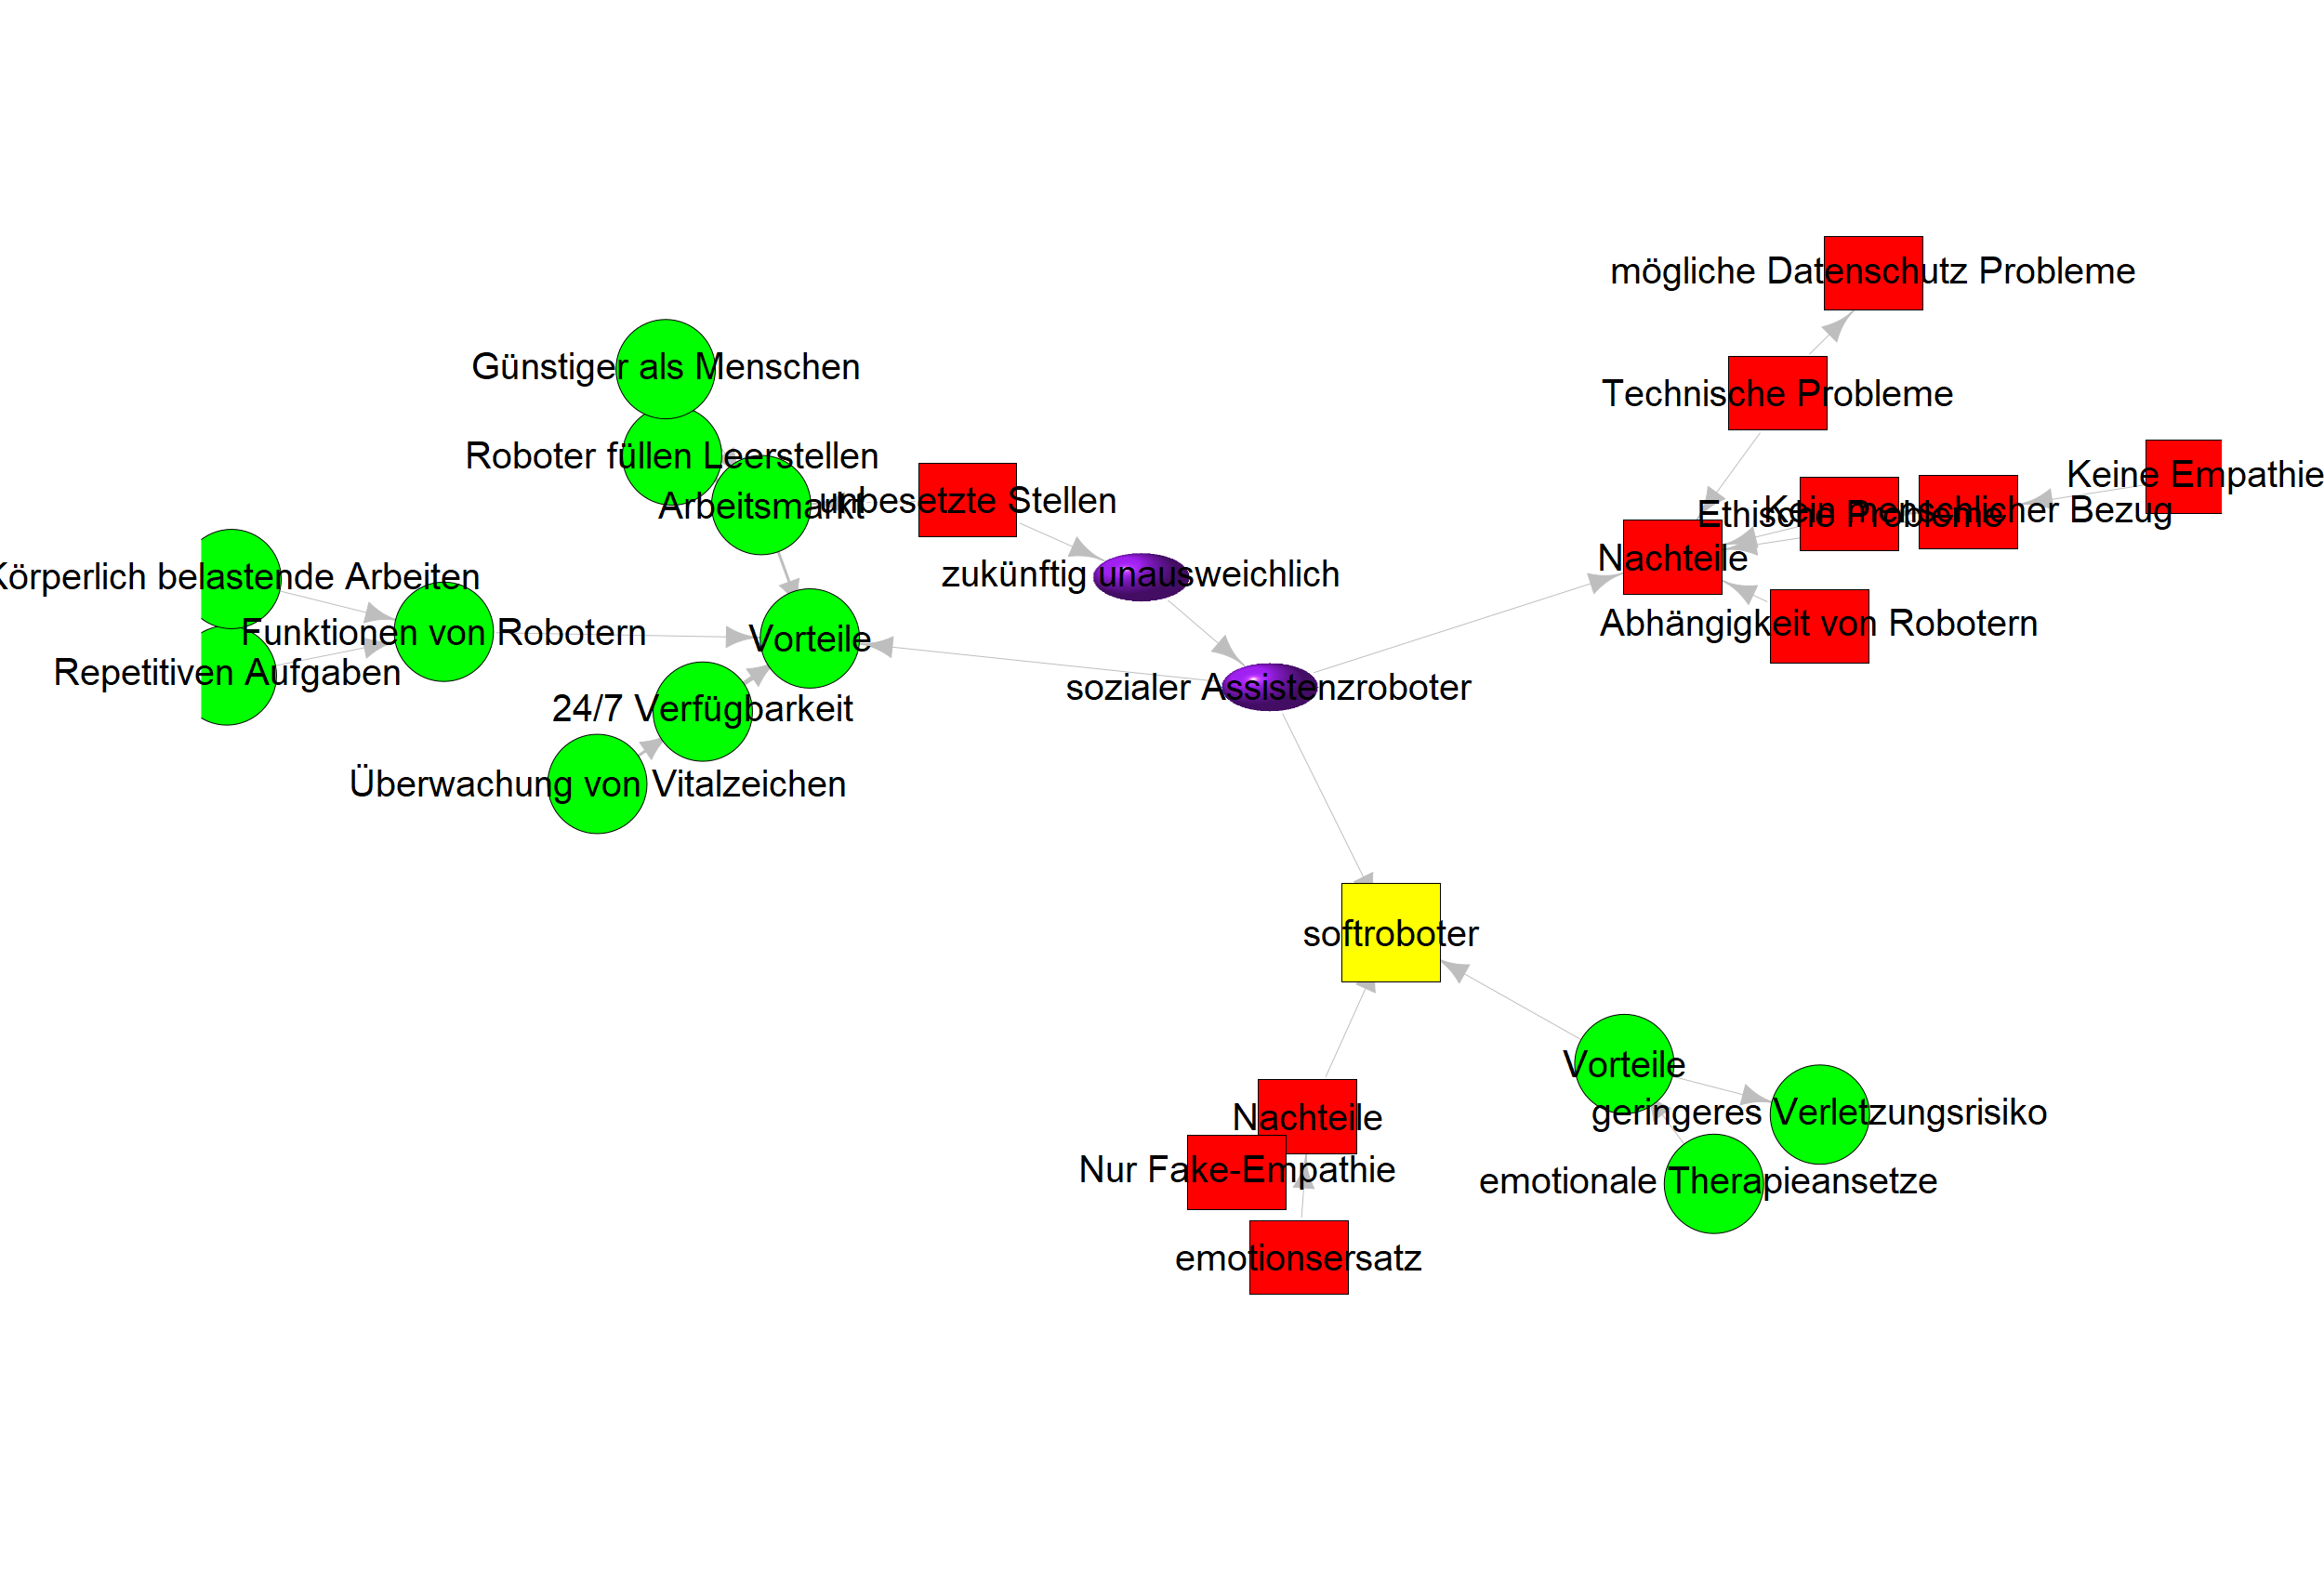 mögliche Datenschutz Probleme
Günstiger als Menschen
Technische Probleme
Roboter füllen Leerstellen
Keine Empathie
Arbeitsmarkt
unbesetzte Stellen
Ethische Probleme
Kein menschlicher Bezug
Nachteile
zukünftig unausweichlich
Körperlich belastende Arbeiten
Funktionen von Robotern
Vorteile
Abhängigkeit von Robotern
Repetitiven Aufgaben
sozialer Assistenzroboter
24/7 Verfügbarkeit
Überwachung von Vitalzeichen
softroboter
Vorteile
Nachteile
geringeres Verletzungsrisiko
Nur Fake-Empathie
emotionale Therapieansetze
emotionsersatz